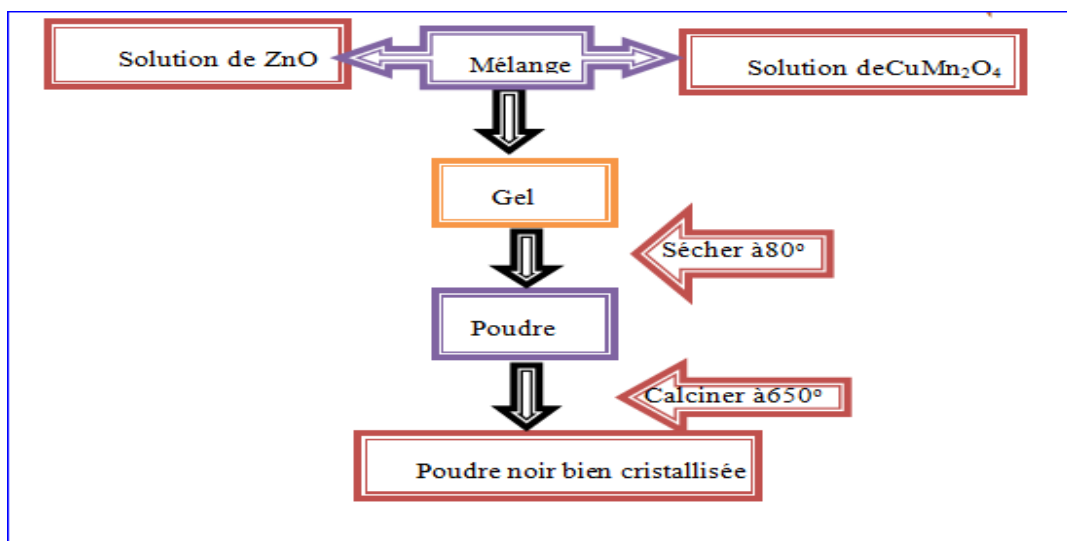 Solution de ZnO
Mélange
Solution deCuMn₂O₄
Gel
Sécher à80°
Poudre
Calciner à650°
Poudre noir bien cristallisée